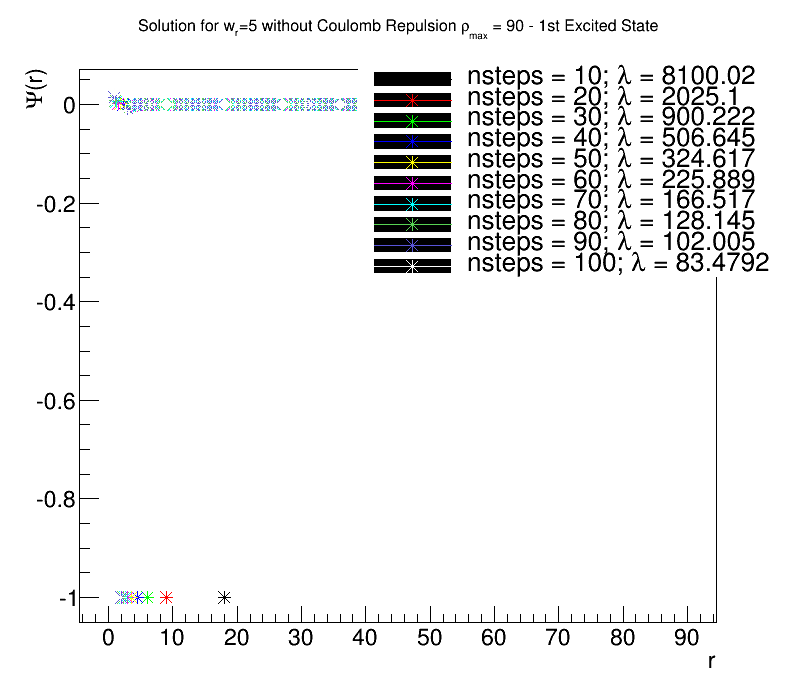 Solution for wr=5 without Coulomb Repulsion ρmax = 90 - 1st Excited State
Ψ(r)
nsteps = 10; λ = 8100.02
nsteps = 20; λ = 2025.1
nsteps = 30; λ = 900.222
nsteps = 40; λ = 506.645
nsteps = 50; λ = 324.617
nsteps = 60; λ = 225.889
nsteps = 70; λ = 166.517
nsteps = 80; λ = 128.145
nsteps = 90; λ = 102.005
nsteps = 100; λ = 83.4792
0
-0.2
-0.4
-0.6
-0.8
-1
0 10 20 30 40 50 60 70 80 90
r